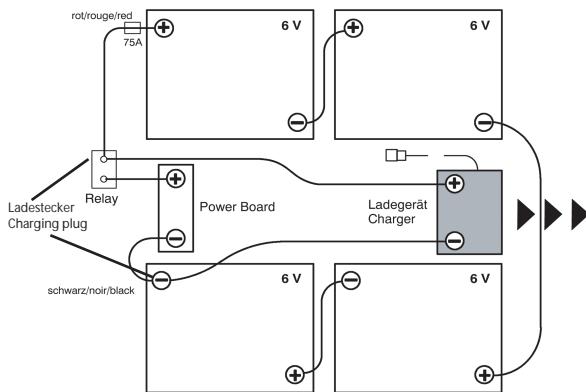 rot/rouge/red
75A
+
6 V
+
6 V
−
−
Relay
Ladestecker
Charging plug
+
Power Board
−
Ladegerät
Charger
+
−
schwarz/noir/black
−
6 V
−
6 V
+
+